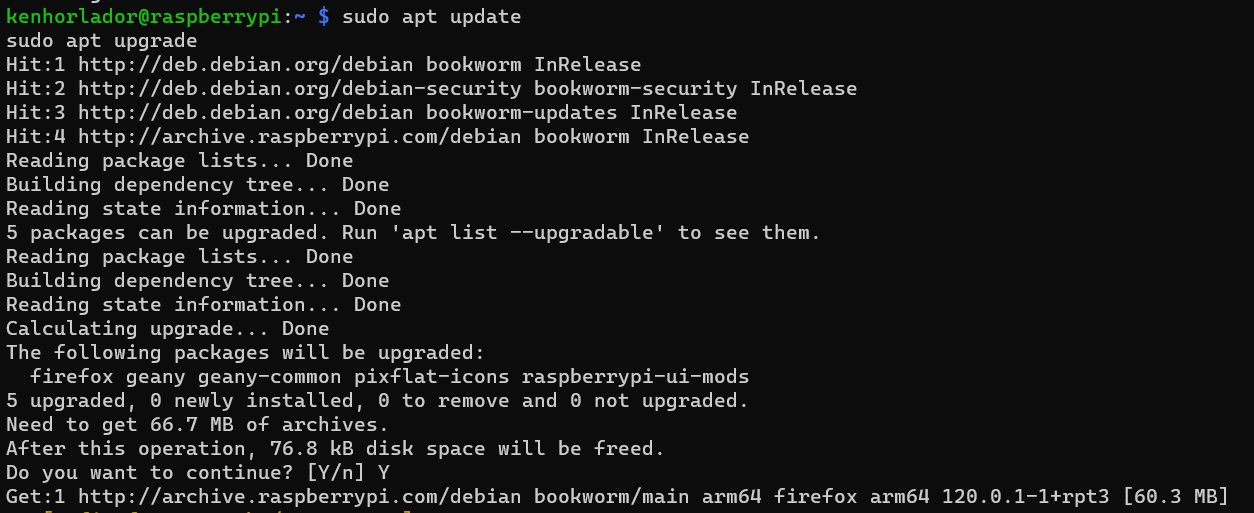 kenhorlador@raspberrypi:~ $ sudo apt update
sudo apt upgrade
Hit:1 http://deb.debian.org/debian bookworm InRelease
Hit:2 http://deb.debian.org/debian-security bookworm-security InRelease
Hit:3 http://deb.debian.org/debian bookworm-updates InRelease
Hit:4 http://archive.raspberrypi.com/debian bookworm InRelease
Reading package lists... Done
Building dependency tree... Done
Reading state information... Done
5 packages can be upgraded. Run 'apt list --upgradable' to see them.
Reading package lists... Done
Building dependency tree... Done
Reading state information... Done
Calculating upgrade... Done
The following packages will be upgraded:
  firefox geany geany-common pixflat-icons raspberrypi-ui-mods
5 upgraded, 0 newly installed, 0 to remove and 0 not upgraded.
Need to get 66.7 MB of archives.
After this operation, 76.8 kB disk space will be freed.
Do you want to continue? [Y/n] Y
Get:1 http://archive.raspberrypi.com/debian bookworm/main arm64 firefox arm64 120.0.1-1+rpt3 [60.3 MB]